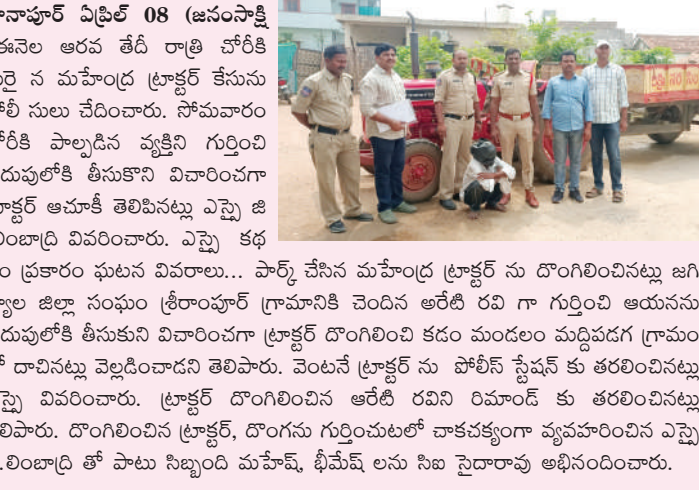 ఏప్రిల్ 08 (జనంసాక్షి
ఈనెల ఆరవ తేదీ రాత్రి చోరీకి
న మహేంద్ర ట్రాక్టర్ కేసును
సులు చేదించారు. సోమవారం
పాల్పడిన వ్యక్తిని గుర్తించి
తీసుకొని విచారించగా
ఆచూకీ తెలిపినట్లు ఎస్సై జి
వివరించారు. ఎస్సై కథ
ప్రకారం ఘటన వివరాలు... పార్క్ చేసిన మహేంద్ర ట్రాక్టర్ ను దొంగిలించినట్లు జగి
జిల్లా సంఘం శ్రీరాంపూర్ గ్రామానికి చెందిన అరేటి రవి గా గుర్తించి ఆయనను
తీసుకుని విచారించగా ట్రాక్టర్ దొంగిలించి కడం మండలం మద్దిపడగ గ్రామం
దాచినట్లు వెల్లడించాడని తెలిపారు. వెంటనే ట్రాక్టర్ ను పోలీస్ స్టేషన్ కు తరలించినట్లు
వివరించారు. ట్రాక్టర్ దొంగిలించిన ఆరేటి రవిని రిమాండ్ కు తరలించినట్లు
దొంగిలించిన ట్రాక్టర్, దొంగను గుర్తించుటలో చాకచక్యంగా వ్యవహరించిన ఎస్సై
.లింబాద్రి తో పాటు సిబ్బంది మహేష్, భీమేష్ లను సిఐ సైదారావు అభినందించారు.